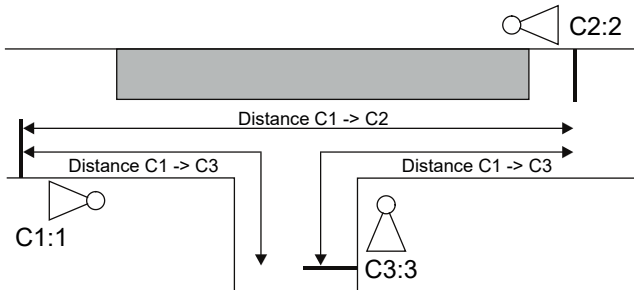 C2:2
Distance C1 -> C2
Distance C1 -> C3
Distance C1 -> C3
C1:1
C3:3